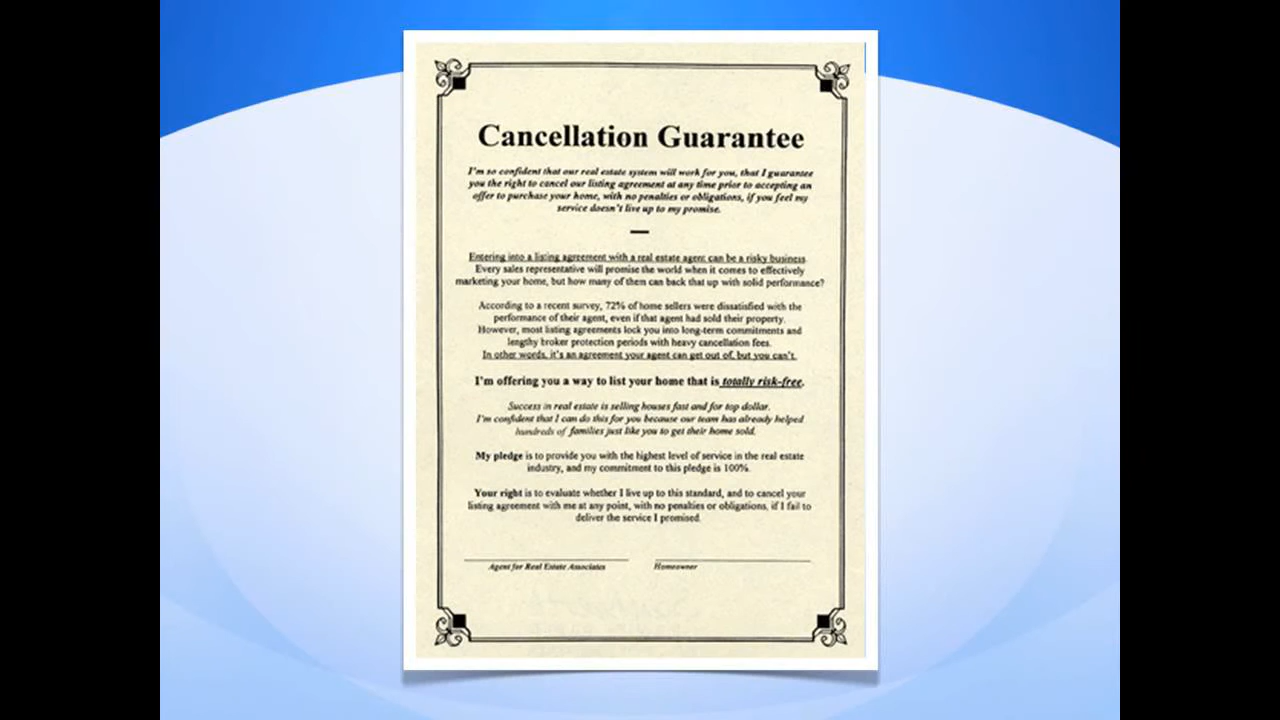 Cancellation Guarantee
I'm so confident that our real estate system will work for you, that I guarantee
you the right to cancel our listing agreement at any time prior to accepting an
offer to purchase your home, with no penalties or obligations, if you feel my
service doesn't live up to my promise.
Entering into a listing agreement with a real estate agent can be a risky business.
Every sales representative will promise the world when it comes to effectively
marketing your home, but how many of them can back that up with solid performance?
According to a recent survey, 72% of home sellers were dissatisfied with the
performance of their agent, even if that agent had sold their property.
However, most listing agreements lock you into long-term commitments and
lengthy broker protection periods with heavy cancellation fees.
In other words, it's an agreement your agent can get out of, but you can't.
I'm offering you a way to list your home that is totally risk-free.
Success in real estate is selling houses fast and for top dollar.
I'm confident that I can do this for you because our team has already helped
hundreds of families just like you to get their home sold.
My pledge is to provide you with the highest level of service in the real estate
industry, and my commitment to this pledge is 100%.
Your right is to evaluate whether I live up to this standard, and to cancel your
listing agreement with me at any point, with no penalties or obligations, if I fail to
deliver the service I promised.
Agent for Real Estate Associates
Homeowner